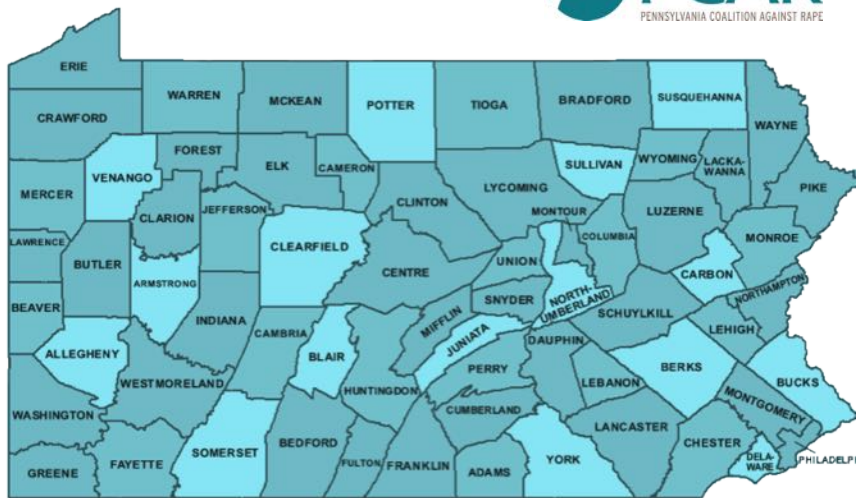 PCAR
PENNSYLVANIA COALITION AGAINST RAPE
ERIE
CRAWFORD
WARREN
MCKEAN
POTTER
TIOGA
BRADFORD
SUSQUEHANNA
WAYNE
VENANGO
FOREST
ELK
CAMERON
SULLIVAN
WYOMING
LACKA-
WANNA
PIKE
MERCER
CLARION
JEFFERSON
CLINTON
LYCOMING
MONTOUR
COLUMBIA
LUZERNE
MONROE
LAWRENCE
BUTLER
ARMSTRONG
CLEARFIELD
CENTRE
UNION
SNYDER
NORTH-
UMBERLAND
CARBON
NORTHAMPTON
BEAVER
INDIANA
CAMBRIA
BLAIR
MIFFLIN
JUNIATA
SCHUYLKILL
LEHIGH
ALLEGHENY
WESTMORELAND
HUNTINGDON
PERRY
DAUPHIN
LEBANON
BERKS
BUCKS
WASHINGTON
CUMBERLAND
LANCASTER
MONTGOMERY
GREENE
FAYETTE
SOMERSET
BEDFORD
FULTON
FRANKLIN
ADAMS
YORK
CHESTER
DELA-
WARE
PHILADELPHI